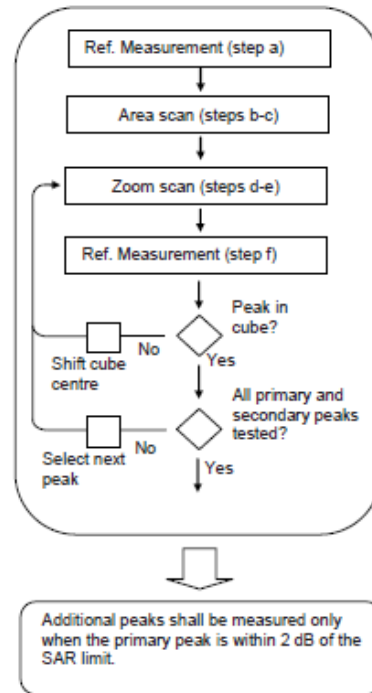 Ref. Measurement (step a)
Area scan (steps b-c)
Zoom scan (steps d-e)
Ref. Measurement (step f)
Peak in
cube?
No
Yes
Shift cube
centre
All primary and
secondary peaks
tested?
No
Yes
Select next
peak
Additional peaks shall be measured only
when the primary peak is within 2 dB of the
SAR limit.